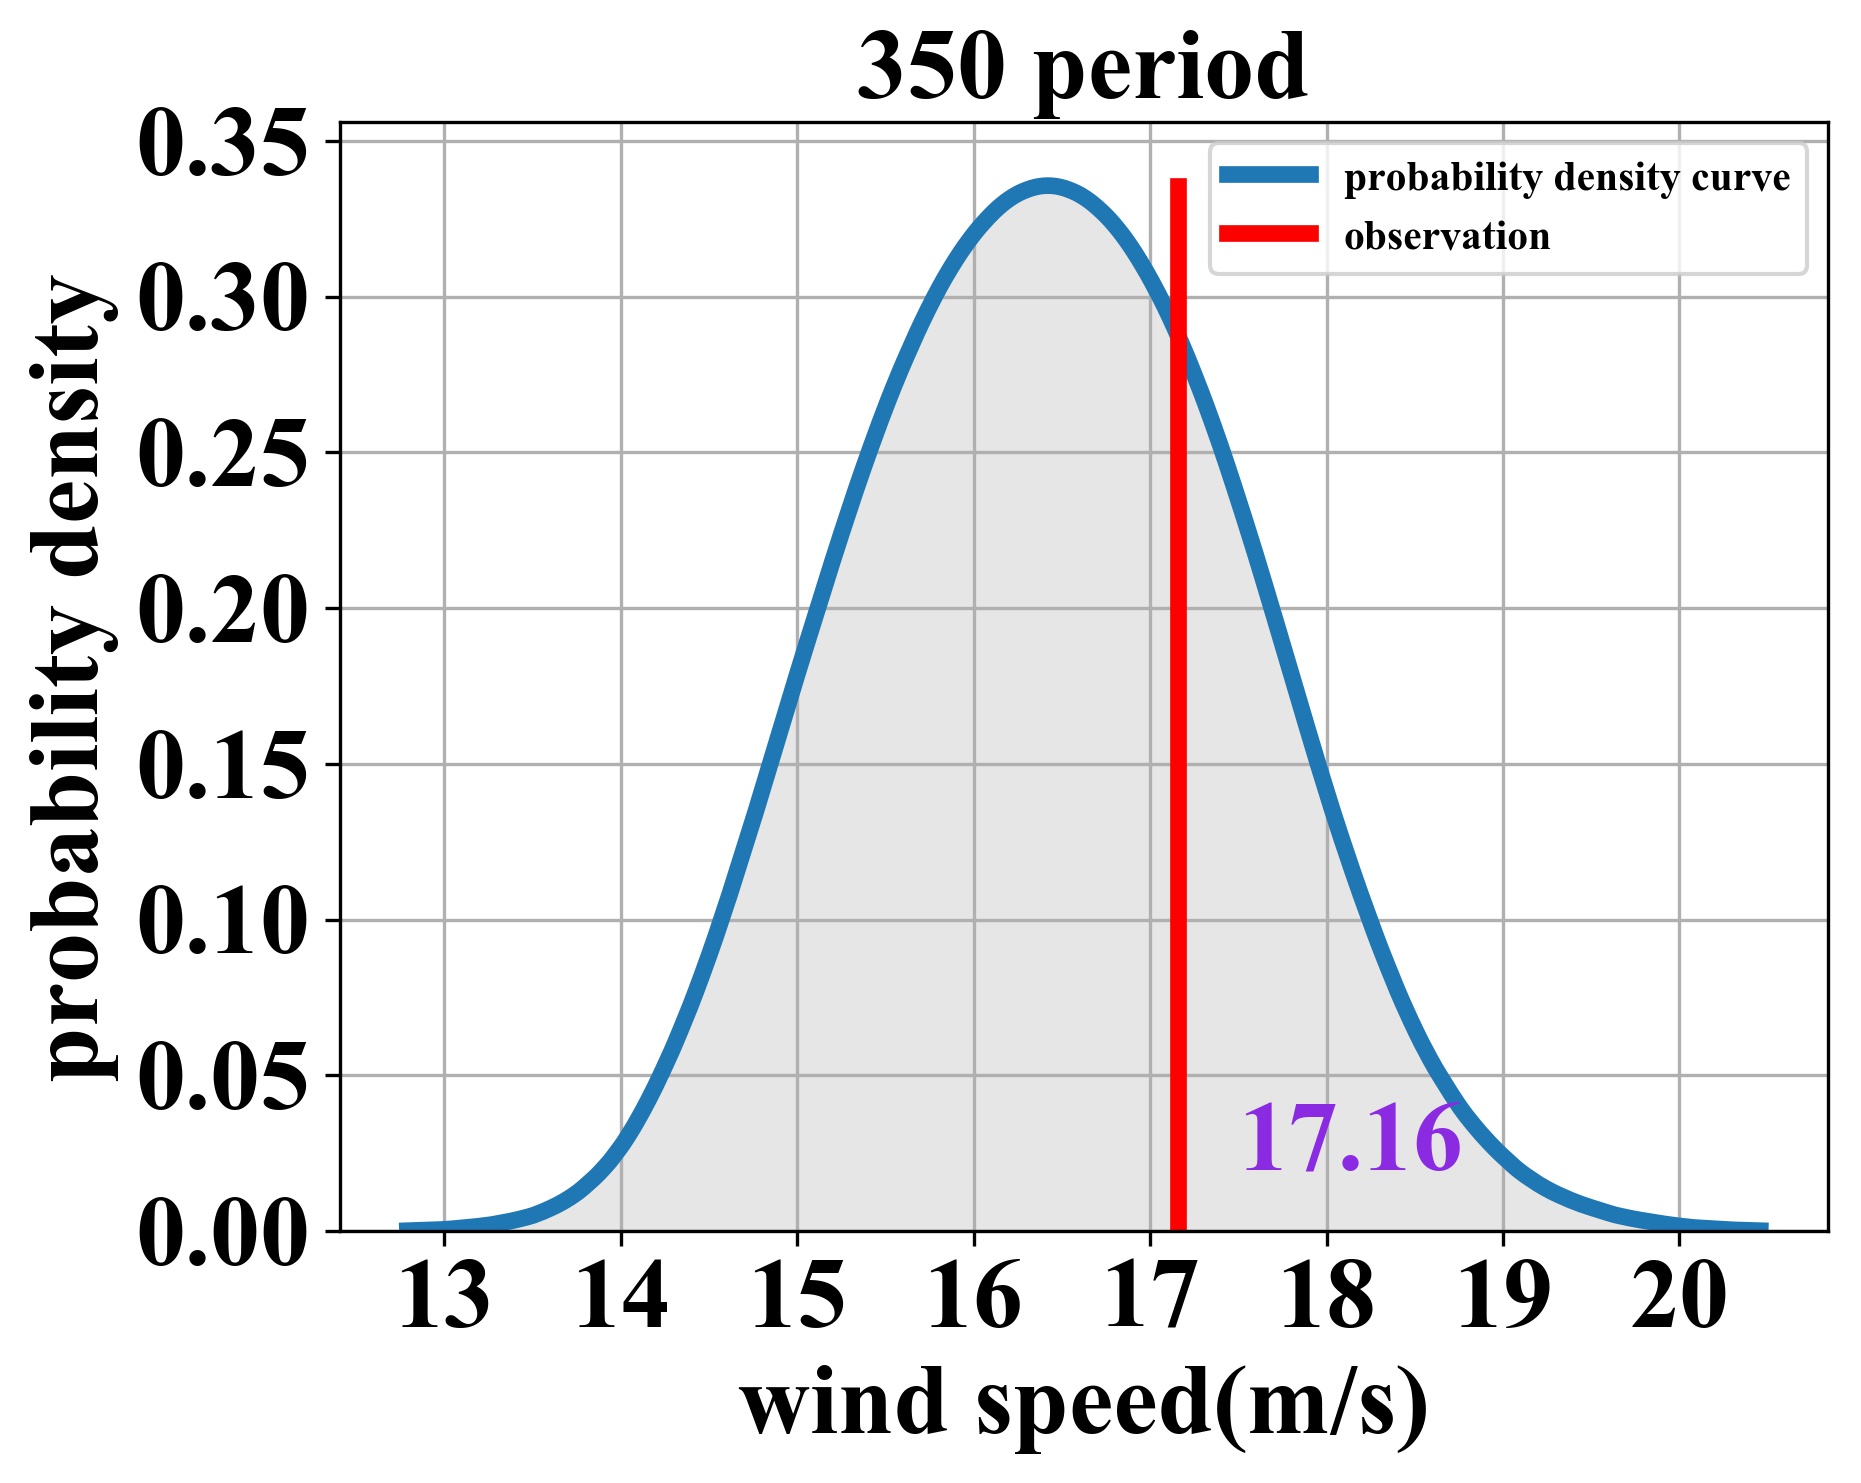 350 period
0.35
0.30
0.25
0.20
0.15
0.10
0.05
0.00
probability density
probability density curve
observation
17.16
13 14 15 16 17 18 19 20
wind speed(m/s)